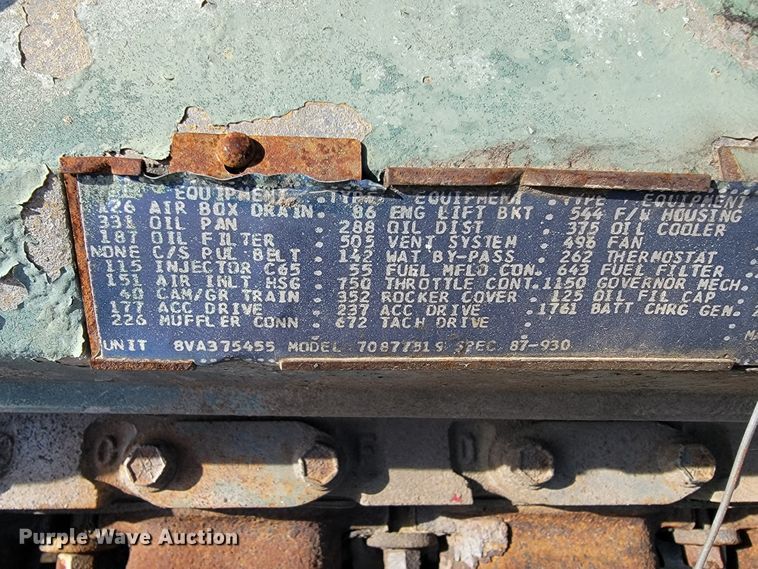 EQUIPMENT TYPE EQUIPMENT TYPE EQUIPMENT
126 AIR BOX DRAIN. 86 ENG LIFT BKT. 544 F/W HOUSING
331 OIL PAN . 288 OIL DIST . 375 OIL COOLER
187 OIL FILTER . 505 VENT SYSTEM . 496 FAN
NONE C/S PUL BELT . 142 WAT BY-PASS . 262 THERMOSTAT
115 INJECTOR C65 . 55 FUEL MFLD CON. 643 FUEL FILTER
151 AIR INLT HSG . 750 THROTTLE CONT. 1150 GOVERNOR MECH.
40 CAM/GR TRAIN . 352 ROCKER COVER . 125 OIL FIL CAP
177 ACC DRIVE . 237 ACC DRIVE . 1761 BATT CHRG GEN.
226 MUFFLER CONN . 672 TACH DRIVE .
UNIT 8VA375455 MODEL 70877319 SPEC. 87-930
O F D
Purple Wave Auction